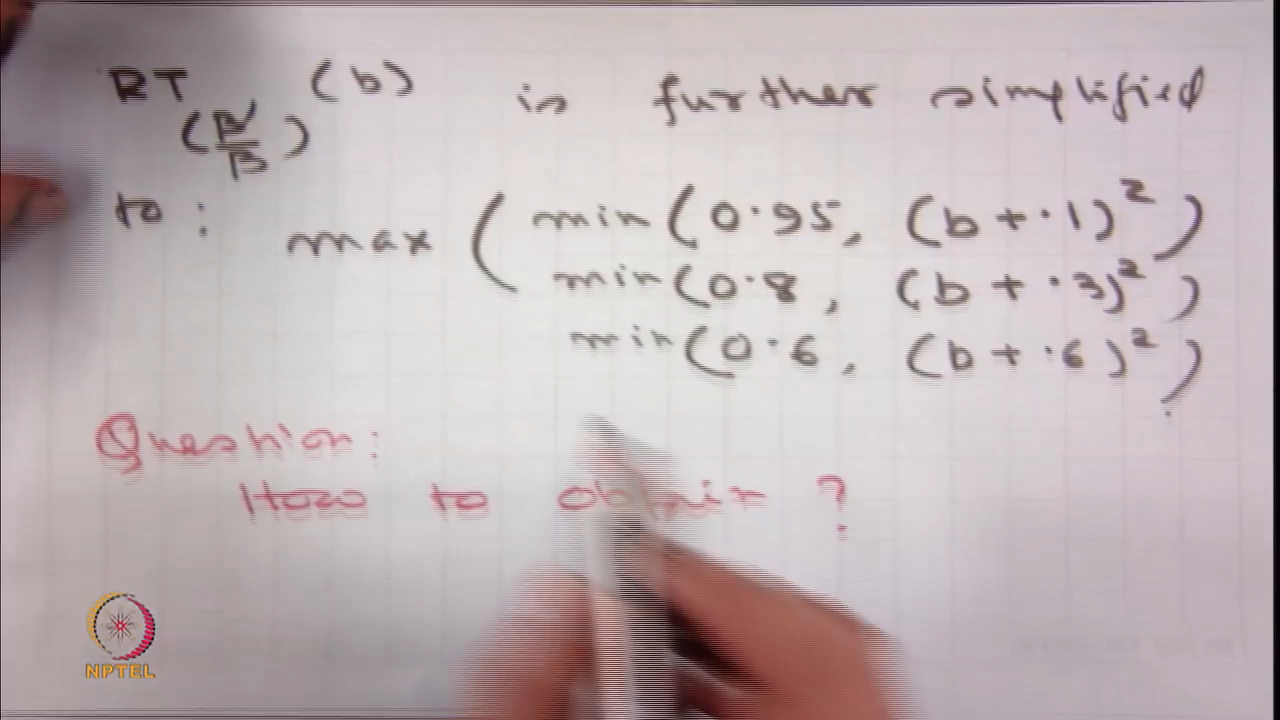 RT (b) is further simplified
(β'/β)
to: max ( min(0.95, (b + .1)²)
min(0.8, (b + .3)²)
min(0.6, (b + .6)²)
)
Question:
How to obtain ?
NPTEL